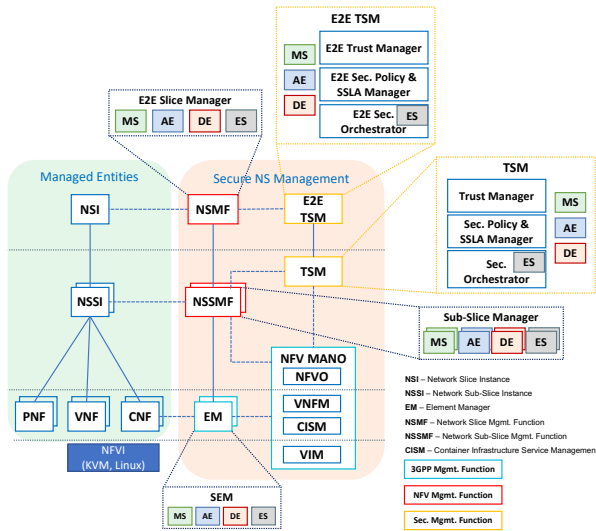 E2E TSM
E2E Trust Manager
E2E Sec. Policy &
SSLA Manager
E2E Sec.
Orchestrator
ES
MS
AE
DE
E2E Slice Manager
MS
AE
DE
ES
Managed Entities
Secure NS Management
NSI
NSMF
E2E
TSM
TSM
Trust Manager
Sec. Policy &
SSLA Manager
Sec.
Orchestrator
ES
MS
AE
DE
TSM
NSSI
NSSMF
Sub-Slice Manager
MS
AE
DE
ES
NFV MANO
NFVO
VNFM
CISM
VIM
PNF
VNF
CNF
EM
NFVI
(KVM, Linux)
SEM
MS
AE
DE
ES
NSI – Network Slice Instance
NSSI – Network Sub-Slice Instance
EM – Element Manager
NSMF – Network Slice Mgmt. Function
NSSMF – Network Sub-Slice Mgmt. Function
CISM – Container Infrastructure Service Managemen
3GPP Mgmt. Function
NFV Mgmt. Function
Sec. Mgmt. Function